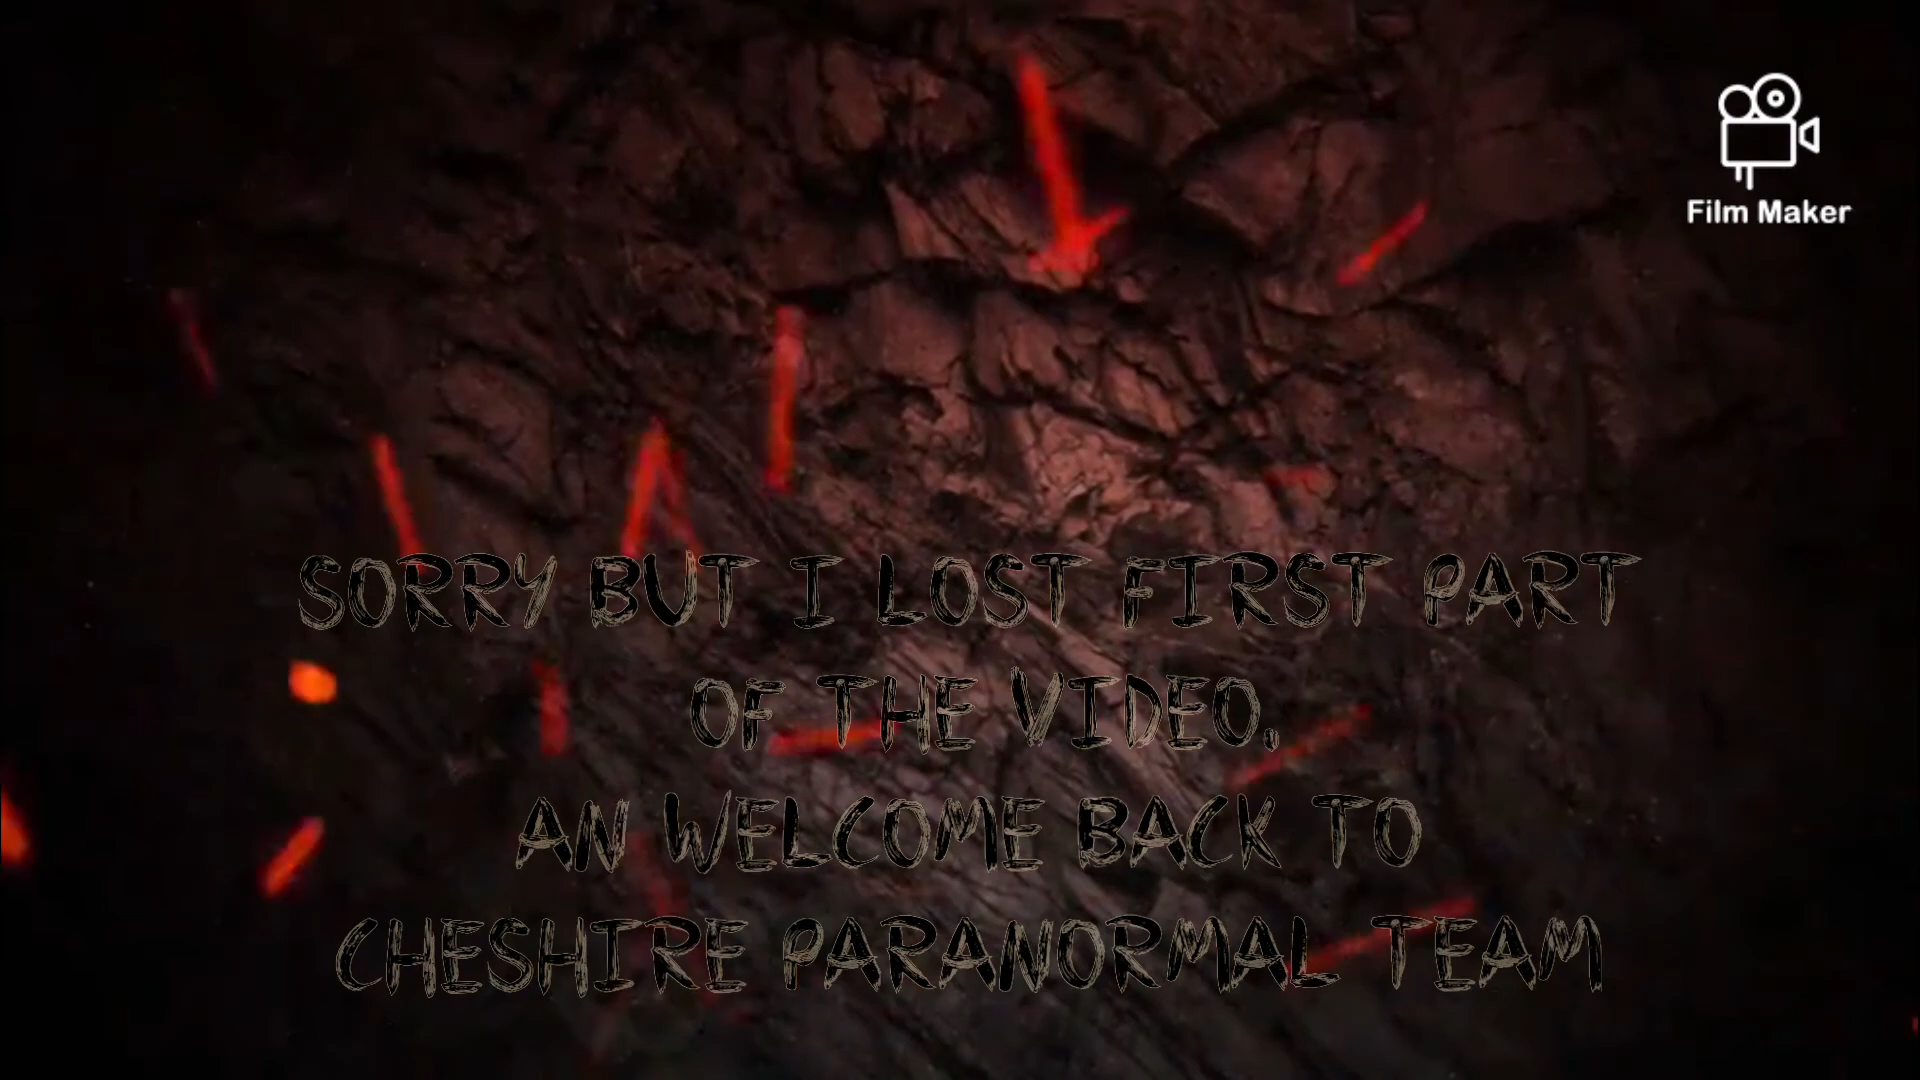 Film Maker
SORRY BUT I LOST FIRST PART
OF THE VIDEO,
AN WELCOME BACK TO
CHESHIRE PARANORMAL TEAM